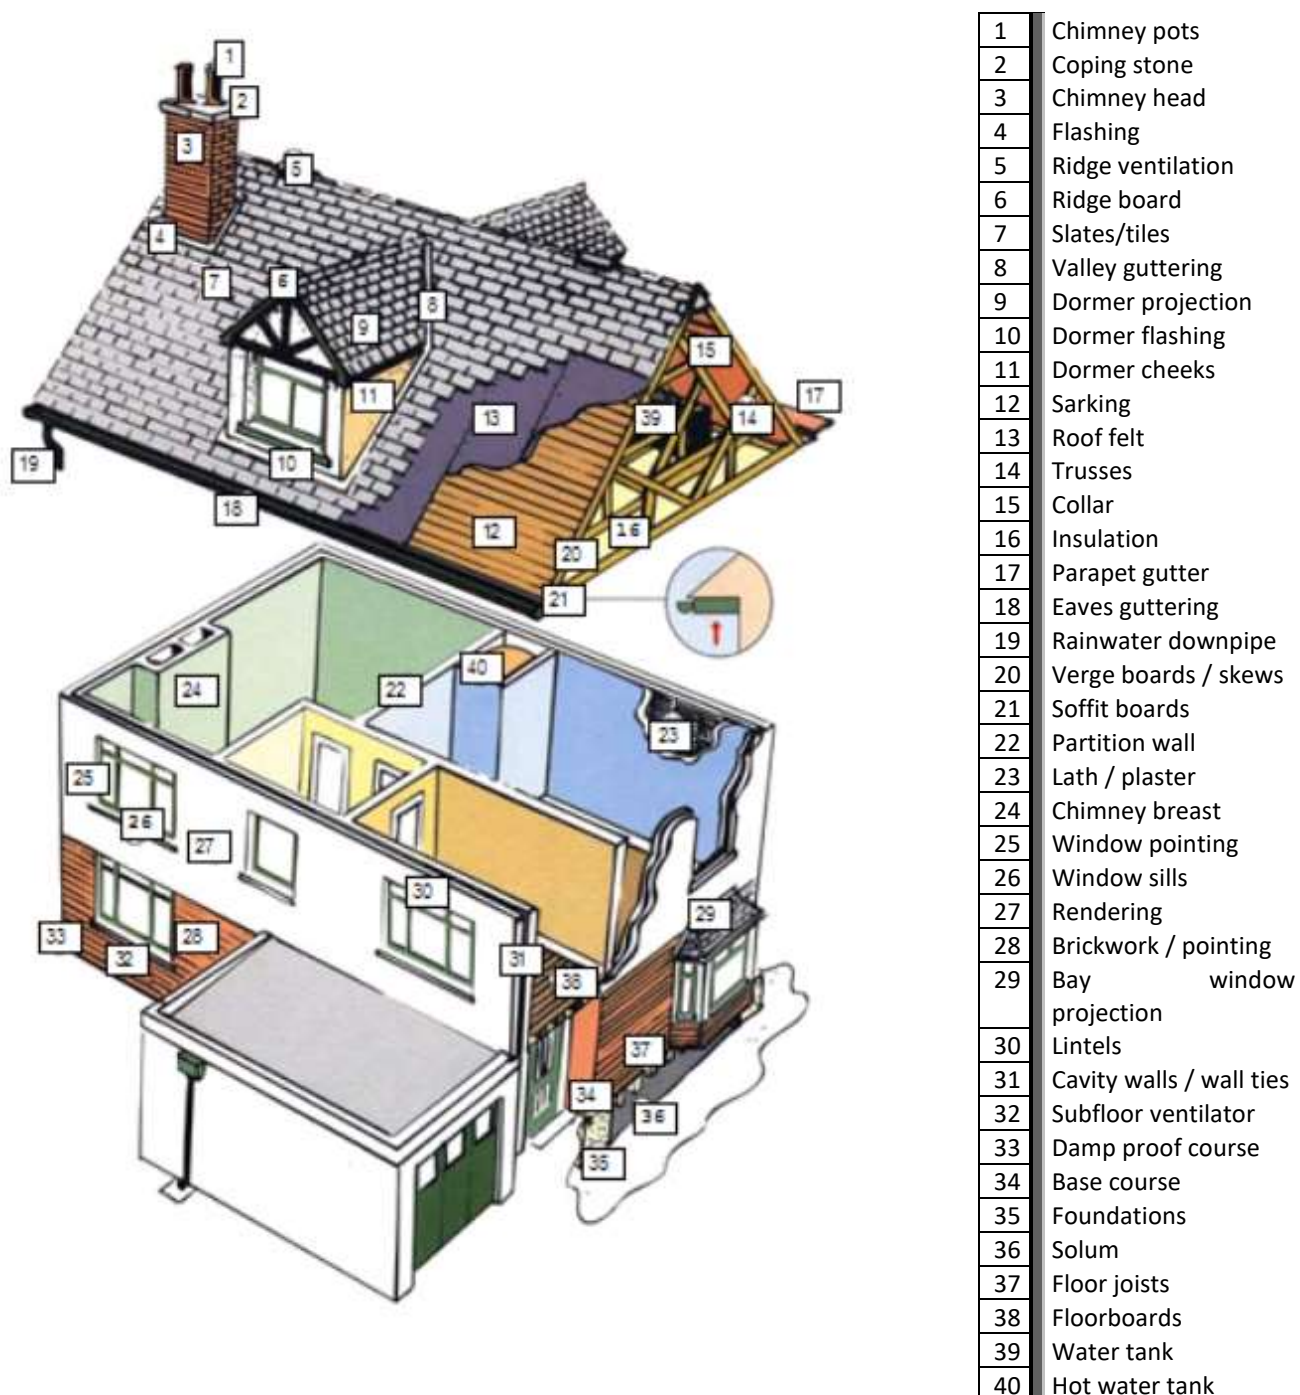 1
2
3
5
4
7
6
8
9
15
11
17
13
39
14
10
19
18
12
16
20
21
40
22
24
23
25
26
27
30
29
33
28
32
31
38
37
34
36
35
1 Chimney pots
2 Coping stone
3 Chimney head
4 Flashing
5 Ridge ventilation
6 Ridge board
7 Slates/tiles
8 Valley guttering
9 Dormer projection
10 Dormer flashing
11 Dormer cheeks
12 Sarking
13 Roof felt
14 Trusses
15 Collar
16 Insulation
17 Parapet gutter
18 Eaves guttering
19 Rainwater downpipe
20 Verge boards / skews
21 Soffit boards
22 Partition wall
23 Lath / plaster
24 Chimney breast
25 Window pointing
26 Window sills
27 Rendering
28 Brickwork / pointing
29 Bay window
projection
30 Lintels
31 Cavity walls / wall ties
32 Subfloor ventilator
33 Damp proof course
34 Base course
35 Foundations
36 Solum
37 Floor joists
38 Floorboards
39 Water tank
40 Hot water tank